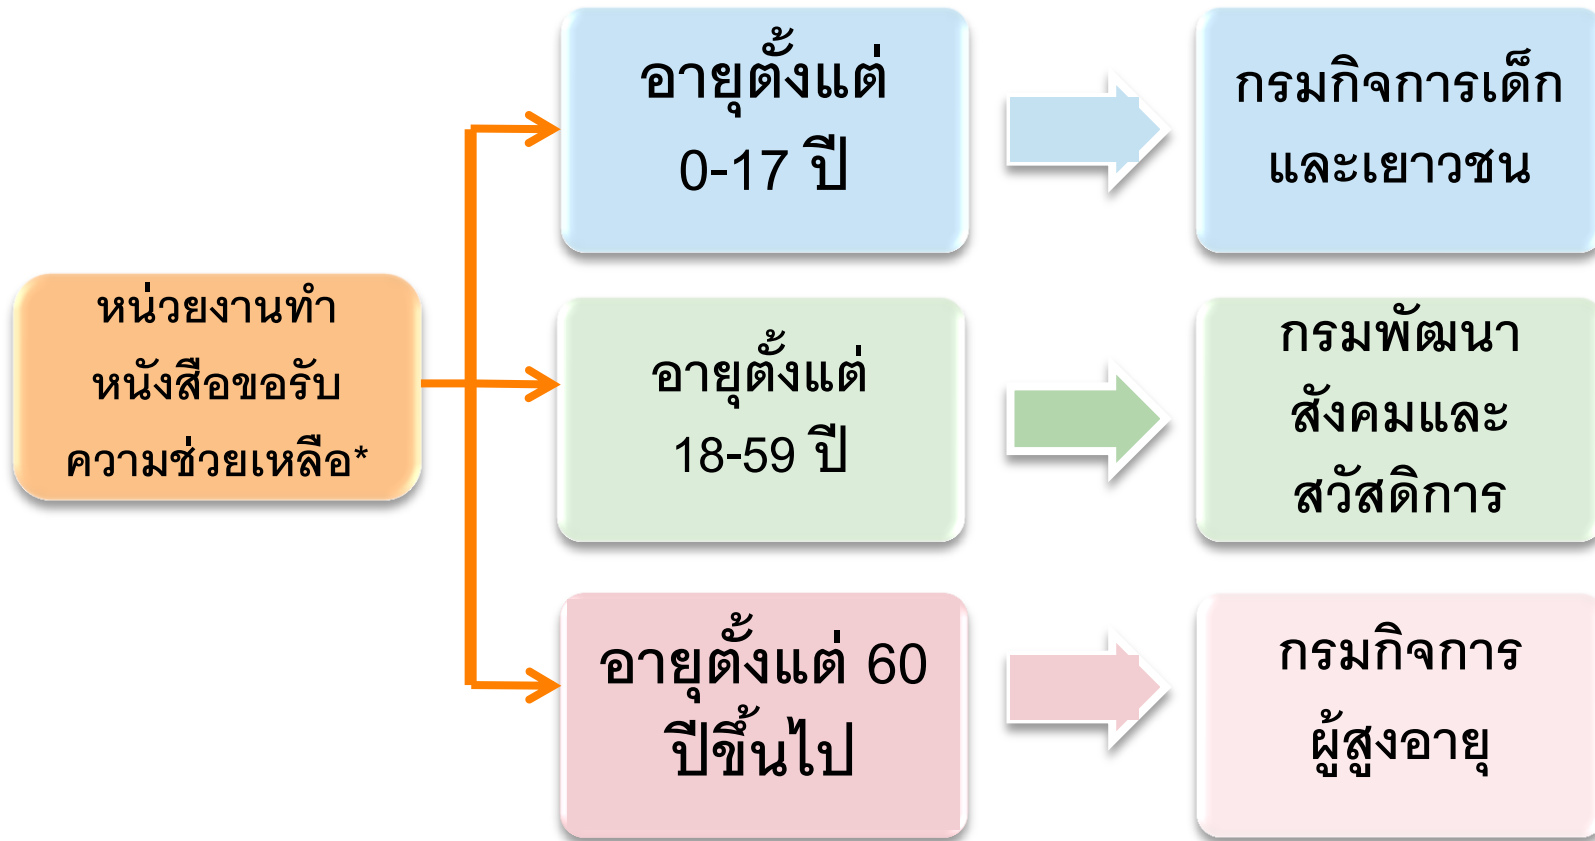 หน่วยงานทำ
หนังสือขอรับ
ความช่วยเหลือ*
อายุตั้งแต่
0-17 ปี
กรมกิจการเด็ก
และเยาวชน
อายุตั้งแต่
18-59 ปี
กรมพัฒนา
สังคมและ
สวัสดิการ
อายุตั้งแต่ 60
ปีขึ้นไป
กรมกิจการ
ผู้สูงอายุ